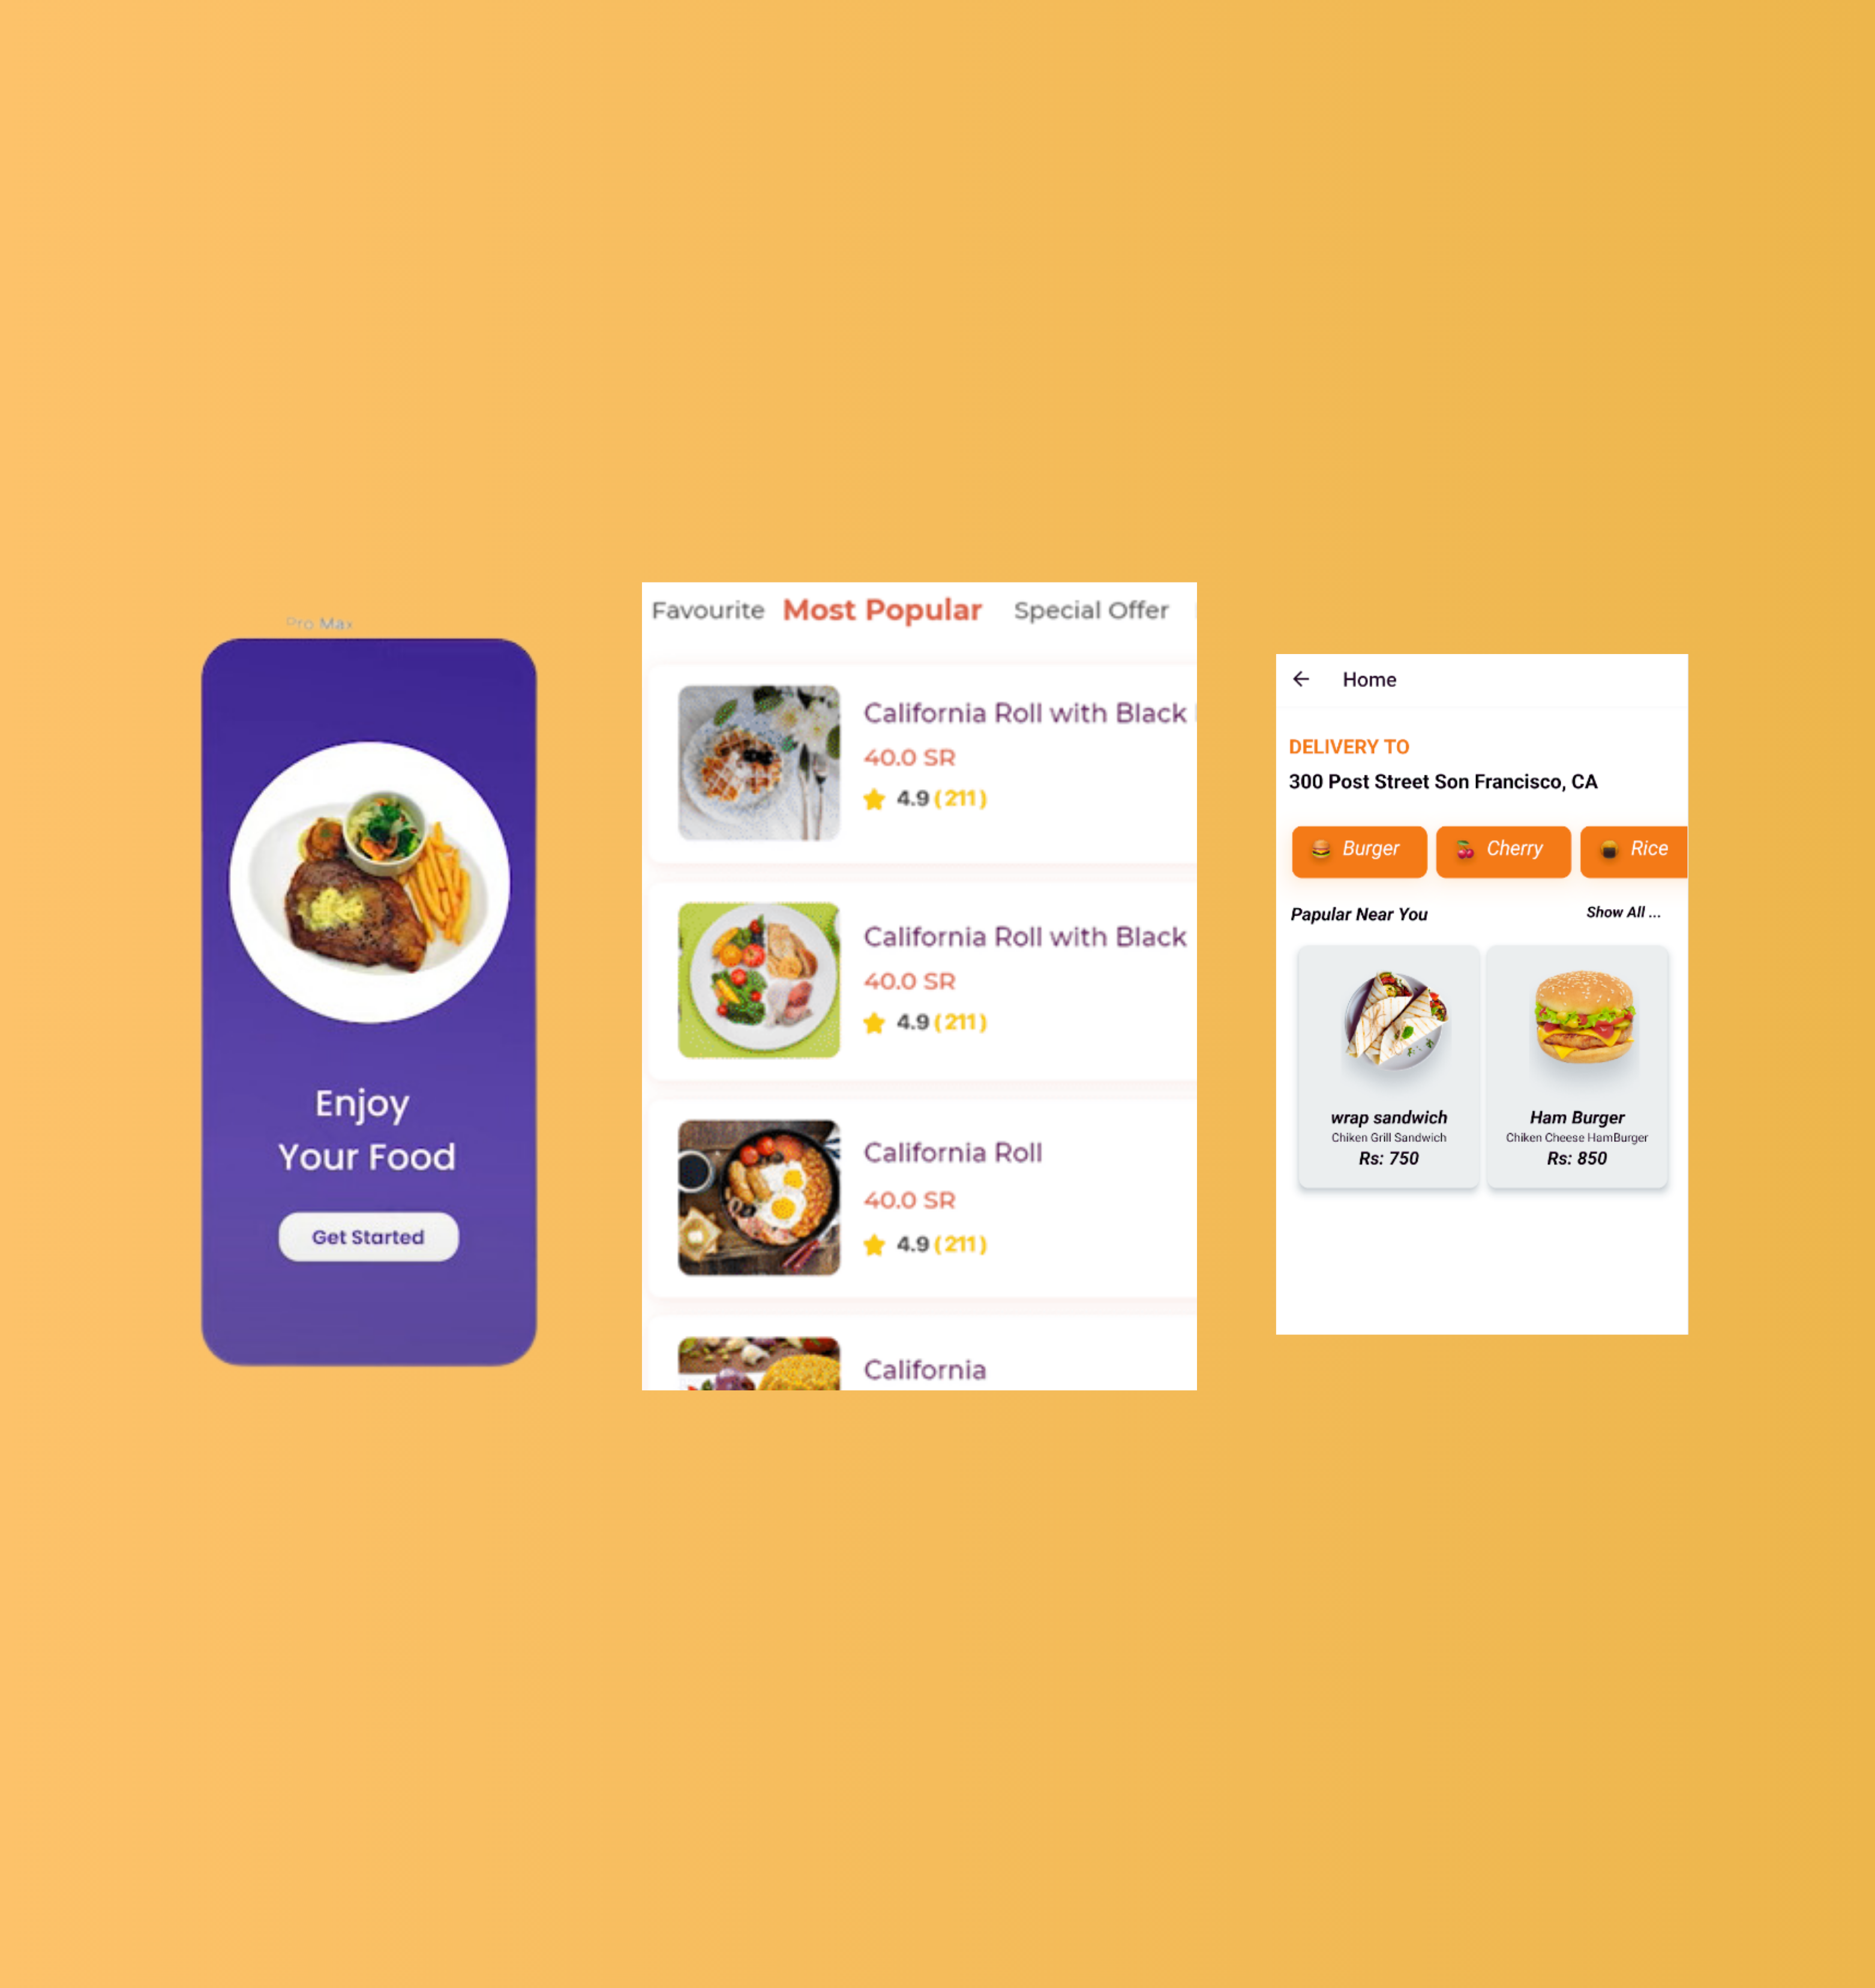 Pro Max
Enjoy
Your Food
Get Started
Favourite Most Popular Special Offer
California Roll with Black
40.0 SR
4.9 (211)
California Roll with Black
40.0 SR
4.9 (211)
California Roll
40.0 SR
4.9 (211)
California
Home
DELIVERY TO
300 Post Street Son Francisco, CA
Burger Cherry Rice
Papular Near You Show All ...
wrap sandwich
Chiken Grill Sandwich
Rs: 750
Ham Burger
Chiken Cheese HamBurger
Rs: 850